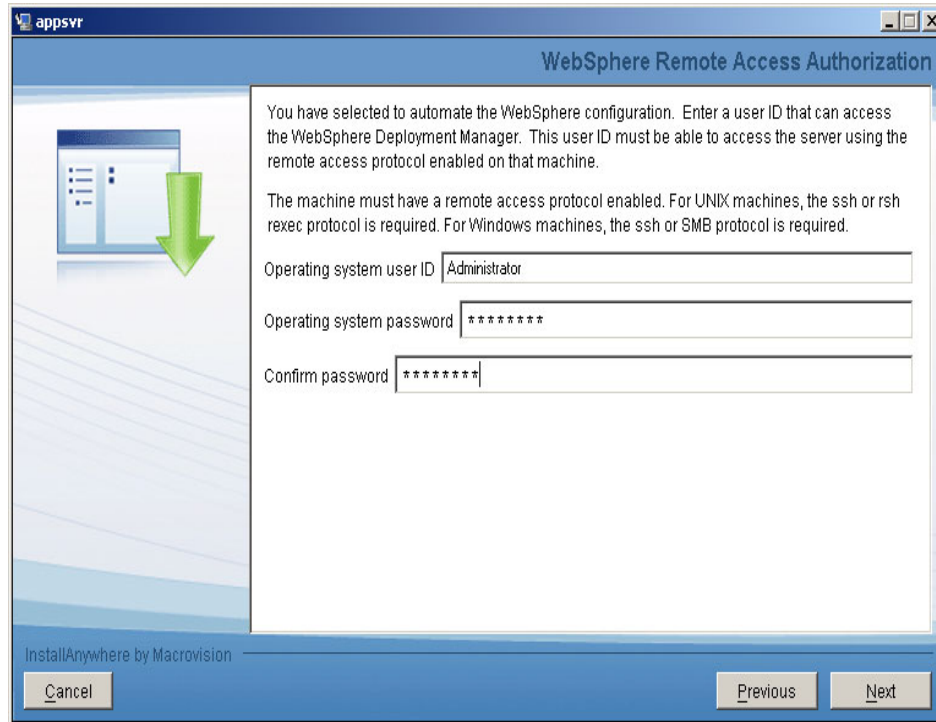 appsvr
WebSphere Remote Access Authorization
You have selected to automate the WebSphere configuration. Enter a user ID that can access
the WebSphere Deployment Manager. This user ID must be able to access the server using the
remote access protocol enabled on that machine.
The machine must have a remote access protocol enabled. For UNIX machines, the ssh or rsh
rexec protocol is required. For Windows machines, the ssh or SMB protocol is required.
Operating system user ID Administrator
Operating system password ********
Confirm password ********
InstallAnywhere by Macrovision
Cancel Previous Next